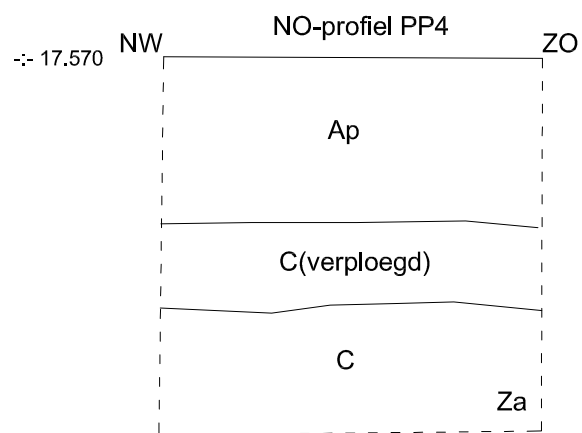 NO-profiel PP4
NW
ZO
-:- 17.570
Ap
C(verploegd)
C
Za